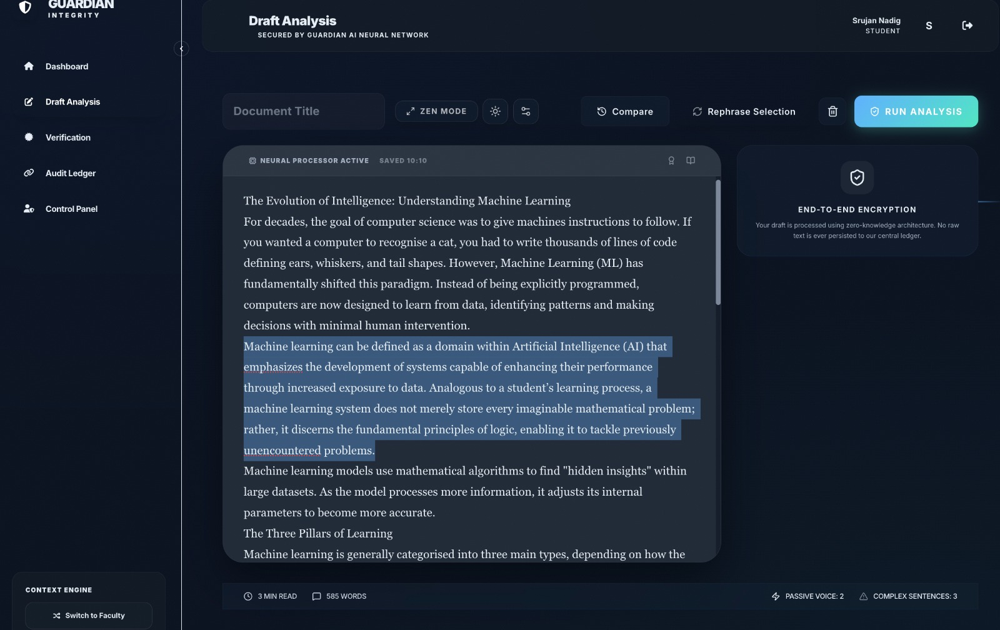 GUARDIAN
INTEGRITY
Dashboard
Draft Analysis
Verification
Audit Ledger
Control Panel
CONTEXT ENGINE
Switch to Faculty
Draft Analysis
SECURED BY GUARDIAN AI NEURAL NETWORK
Srujan Nadig
STUDENT
S
Document Title
ZEN MODE
Compare
Rephrase Selection
RUN ANALYSIS
NEURAL PROCESSOR ACTIVE SAVED 10:10
The Evolution of Intelligence: Understanding Machine Learning
For decades, the goal of computer science was to give machines instructions to follow. If
you wanted a computer to recognise a cat, you had to write thousands of lines of code
defining ears, whiskers, and tail shapes. However, Machine Learning (ML) has
fundamentally shifted this paradigm. Instead of being explicitly programmed,
computers are now designed to learn from data, identifying patterns and making
decisions with minimal human intervention.
Machine learning can be defined as a domain within Artificial Intelligence (AI) that
emphasizes the development of systems capable of enhancing their performance
through increased exposure to data. Analogous to a student’s learning process, a
machine learning system does not merely store every imaginable mathematical problem;
rather, it discerns the fundamental principles of logic, enabling it to tackle previously
unencountered problems.
Machine learning models use mathematical algorithms to find "hidden insights" within
large datasets. As the model processes more information, it adjusts its internal
parameters to become more accurate.
The Three Pillars of Learning
Machine learning is generally categorised into three main types, depending on how the
END-TO-END ENCRYPTION
Your draft is processed using zero-knowledge architecture. No raw
text is ever persisted to our central ledger.
3 MIN READ
585 WORDS
PASSIVE VOICE: 2
COMPLEX SENTENCES: 3